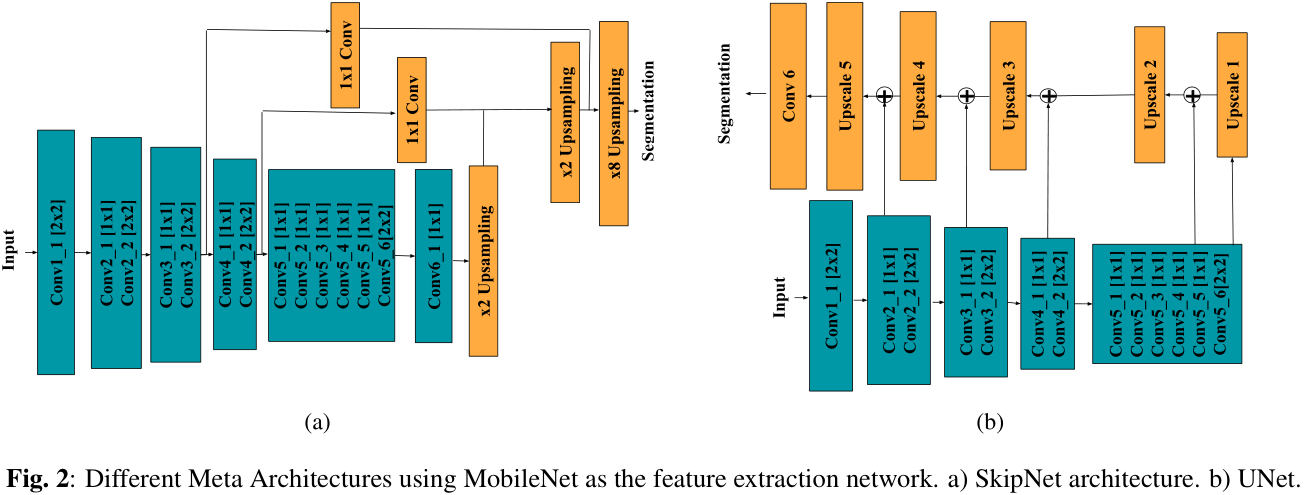 Input
Conv1_1 [2x2]
Conv2_1 [1x1]
Conv2_2 [2x2]
Conv3_1 [1x1]
Conv3_2 [2x2]
Conv4_1 [1x1]
Conv4_2 [2x2]
Conv5_1 [1x1]
Conv5_2 [1x1]
Conv5_3 [1x1]
Conv5_4 [1x1]
Conv5_5 [1x1]
Conv5_6[2x2]
Conv6_1 [1x1]
x2 Upsampling
1x1 Conv
1x1 Conv
x2 Upsampling
x8 Upsampling
Segmentation
(a)
Segmentation
Conv 6
Upscale 5
Upscale 4
Upscale 3
Upscale 2
Upscale 1
Input
Conv1_1 [2x2]
Conv2_1 [1x1]
Conv2_2 [2x2]
Conv3_1 [1x1]
Conv3_2 [2x2]
Conv4_1 [1x1]
Conv4_2 [2x2]
Conv5_1 [1x1]
Conv5_2 [1x1]
Conv5_3 [1x1]
Conv5_4 [1x1]
Conv5_5 [1x1]
Conv5_6[2x2]
(b)
Fig. 2: Different Meta Architectures using MobileNet as the feature extraction network. a) SkipNet architecture. b) UNet.